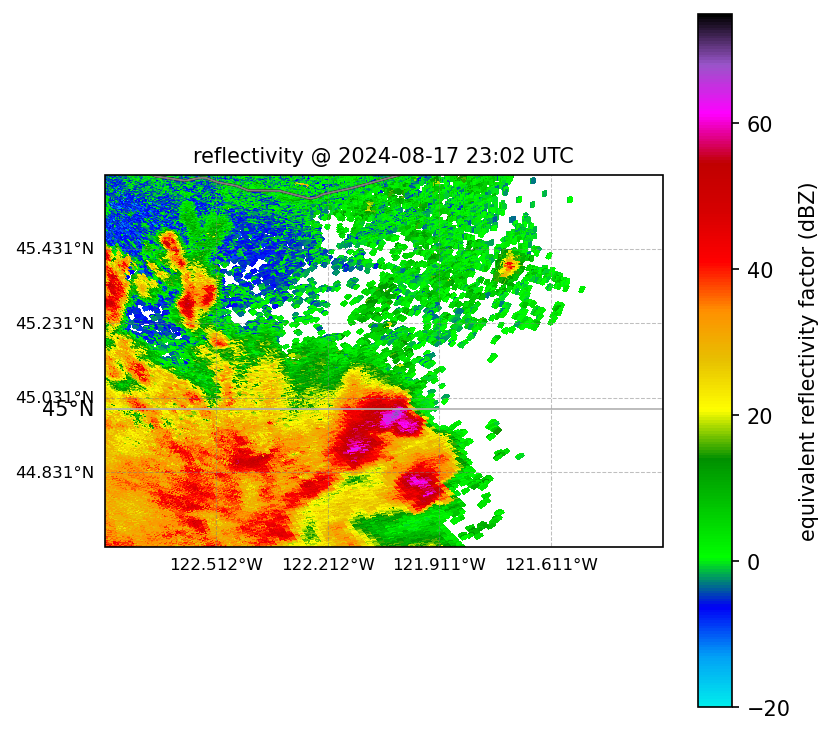 reflectivity @ 2024-08-17 23:02 UTC
45.431°N
45.231°N
45.031°N
45°N
44.831°N
122.512°W 122.212°W 121.911°W 121.611°W
60
40
20
0
−20
equivalent reflectivity factor (dBZ)